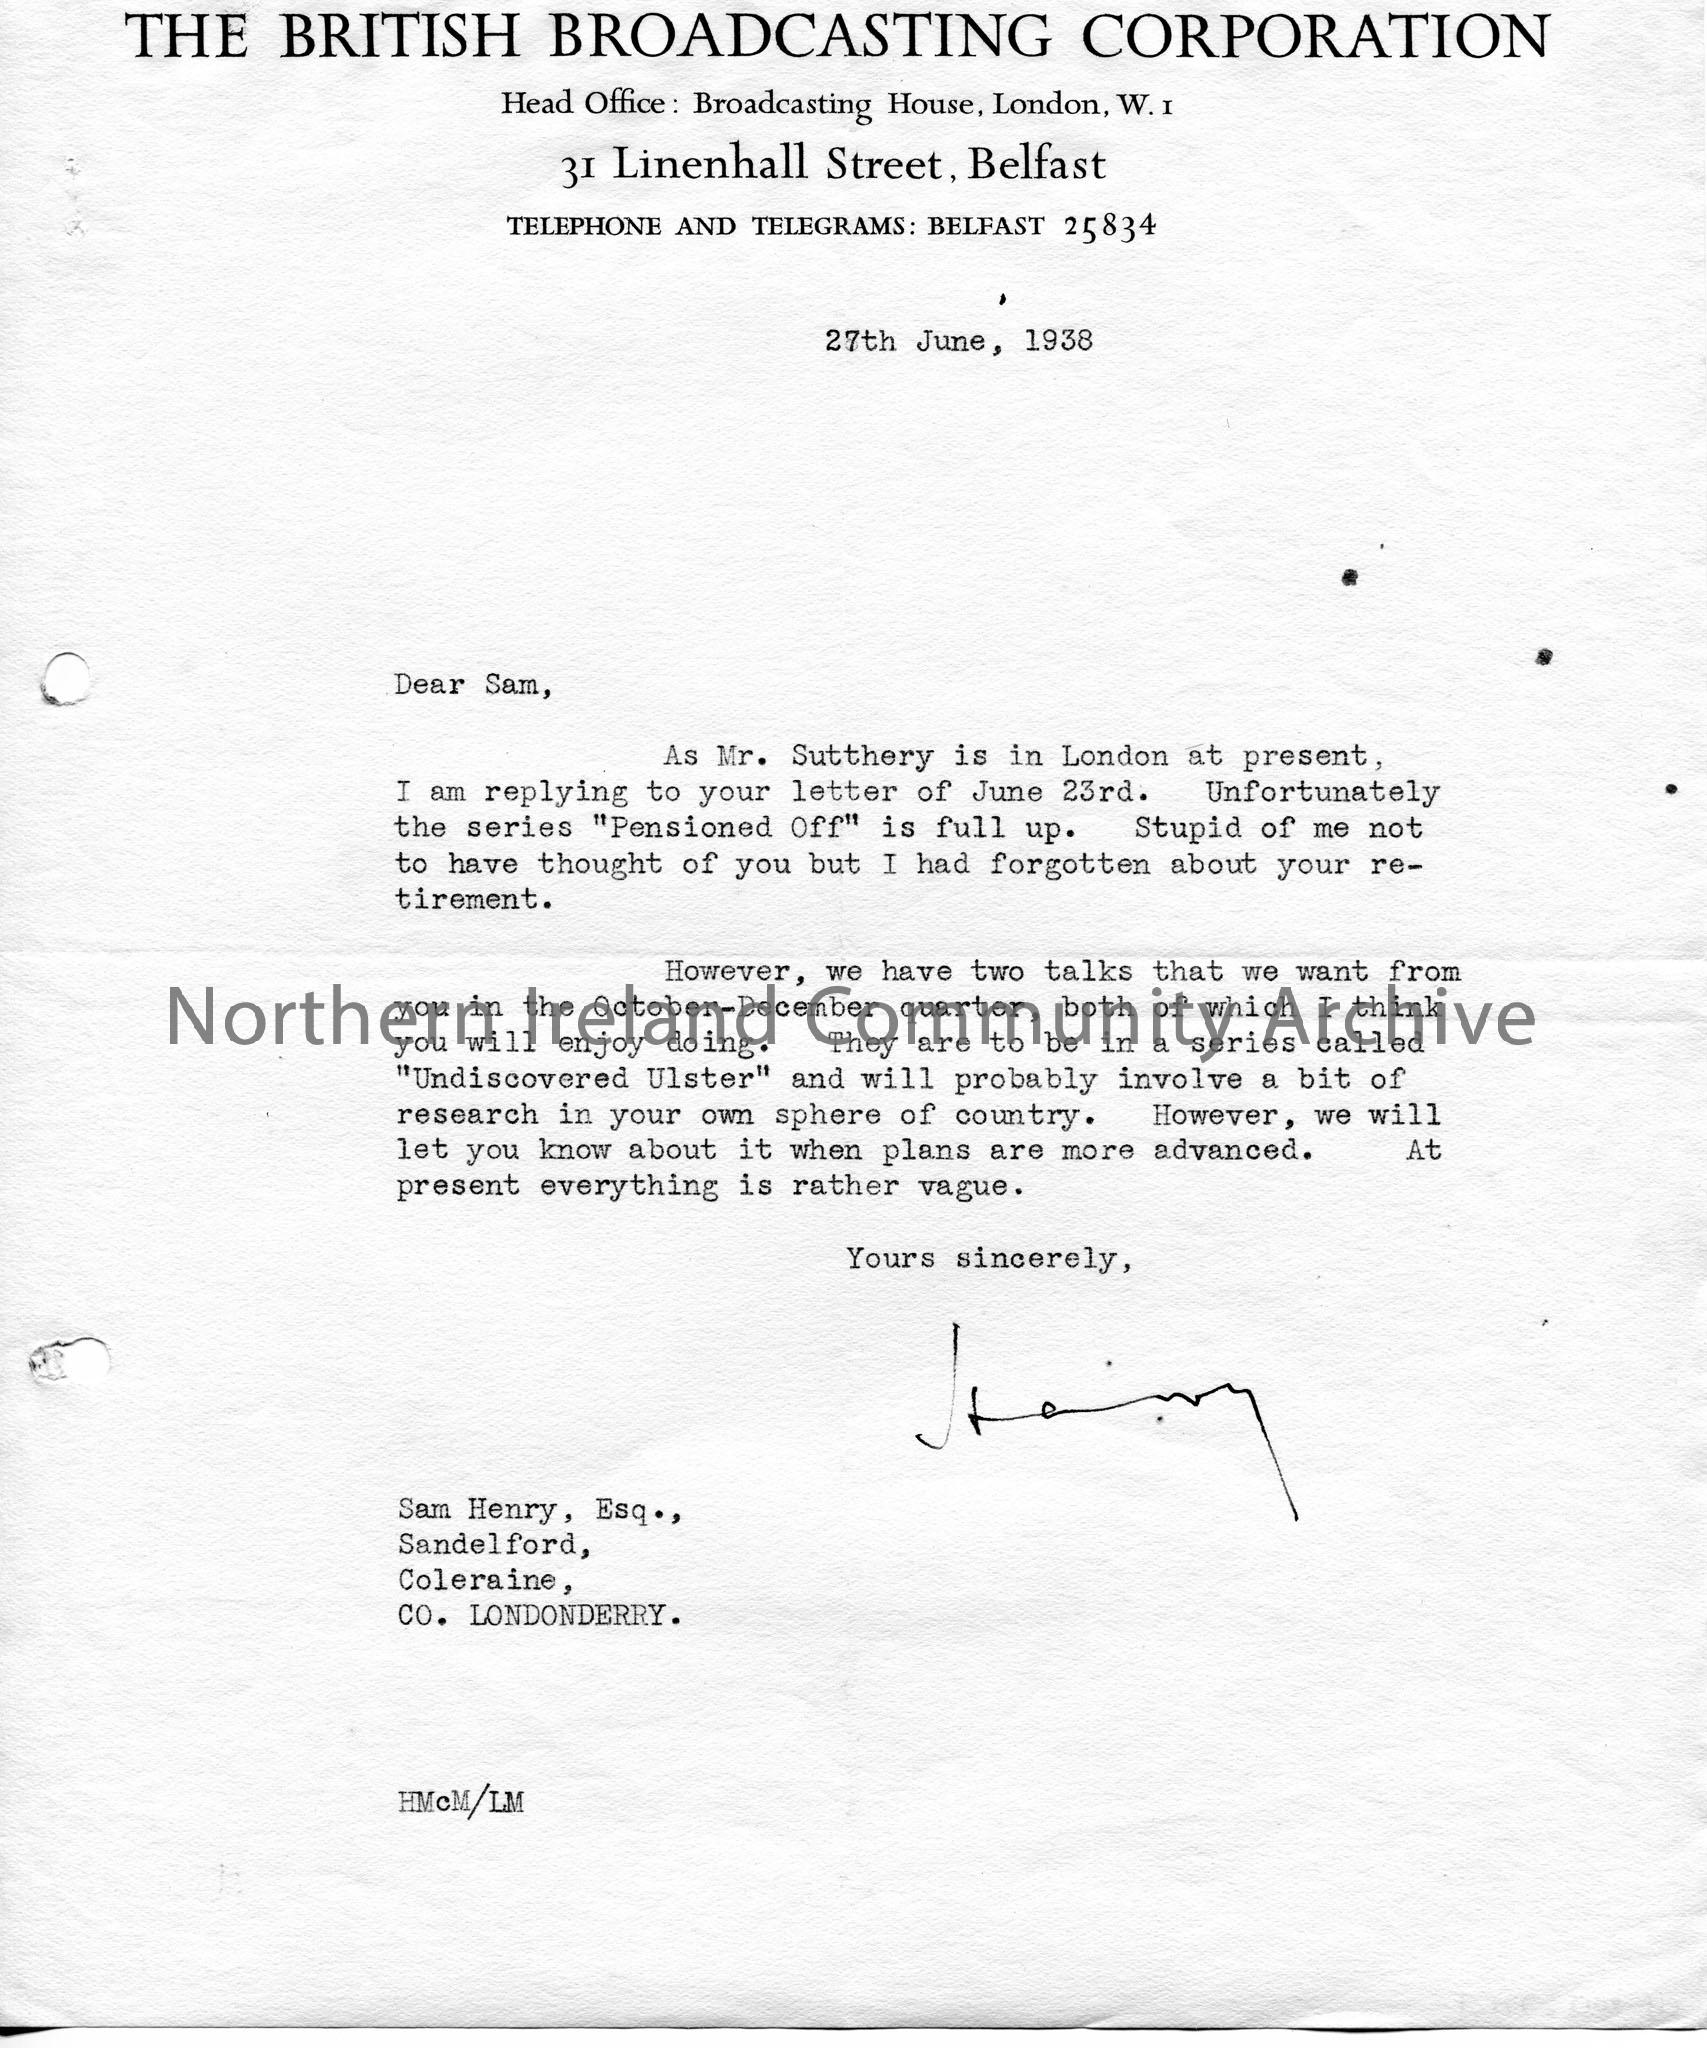 THE BRITISH BROADCASTING CORPORATION
Head Office: Broadcasting House, London, W. 1
31 Linenhall Street, Belfast
TELEPHONE AND TELEGRAMS: BELFAST 25834
27th June, 1938
Dear Sam,
As Mr. Sutthery is in London at present,
I am replying to your letter of June 23rd. Unfortunately
the series "Pensioned Off" is full up. Stupid of me not
to have thought of you but I had forgotten about your re-
tirement.
However, we have two talks that we want from
you in the October-December quarter, both of which I think
you will enjoy doing. They are to be in a series called
"Undiscovered Ulster" and will probably involve a bit of
research in your own sphere of country. However, we will
let you know about it when plans are more advanced. At
present everything is rather vague.
Yours sincerely,
Sam Henry, Esq.,
Sandelford,
Coleraine,
CO. LONDONDERRY.
HMcM/LM
Northern Ireland Community Archive